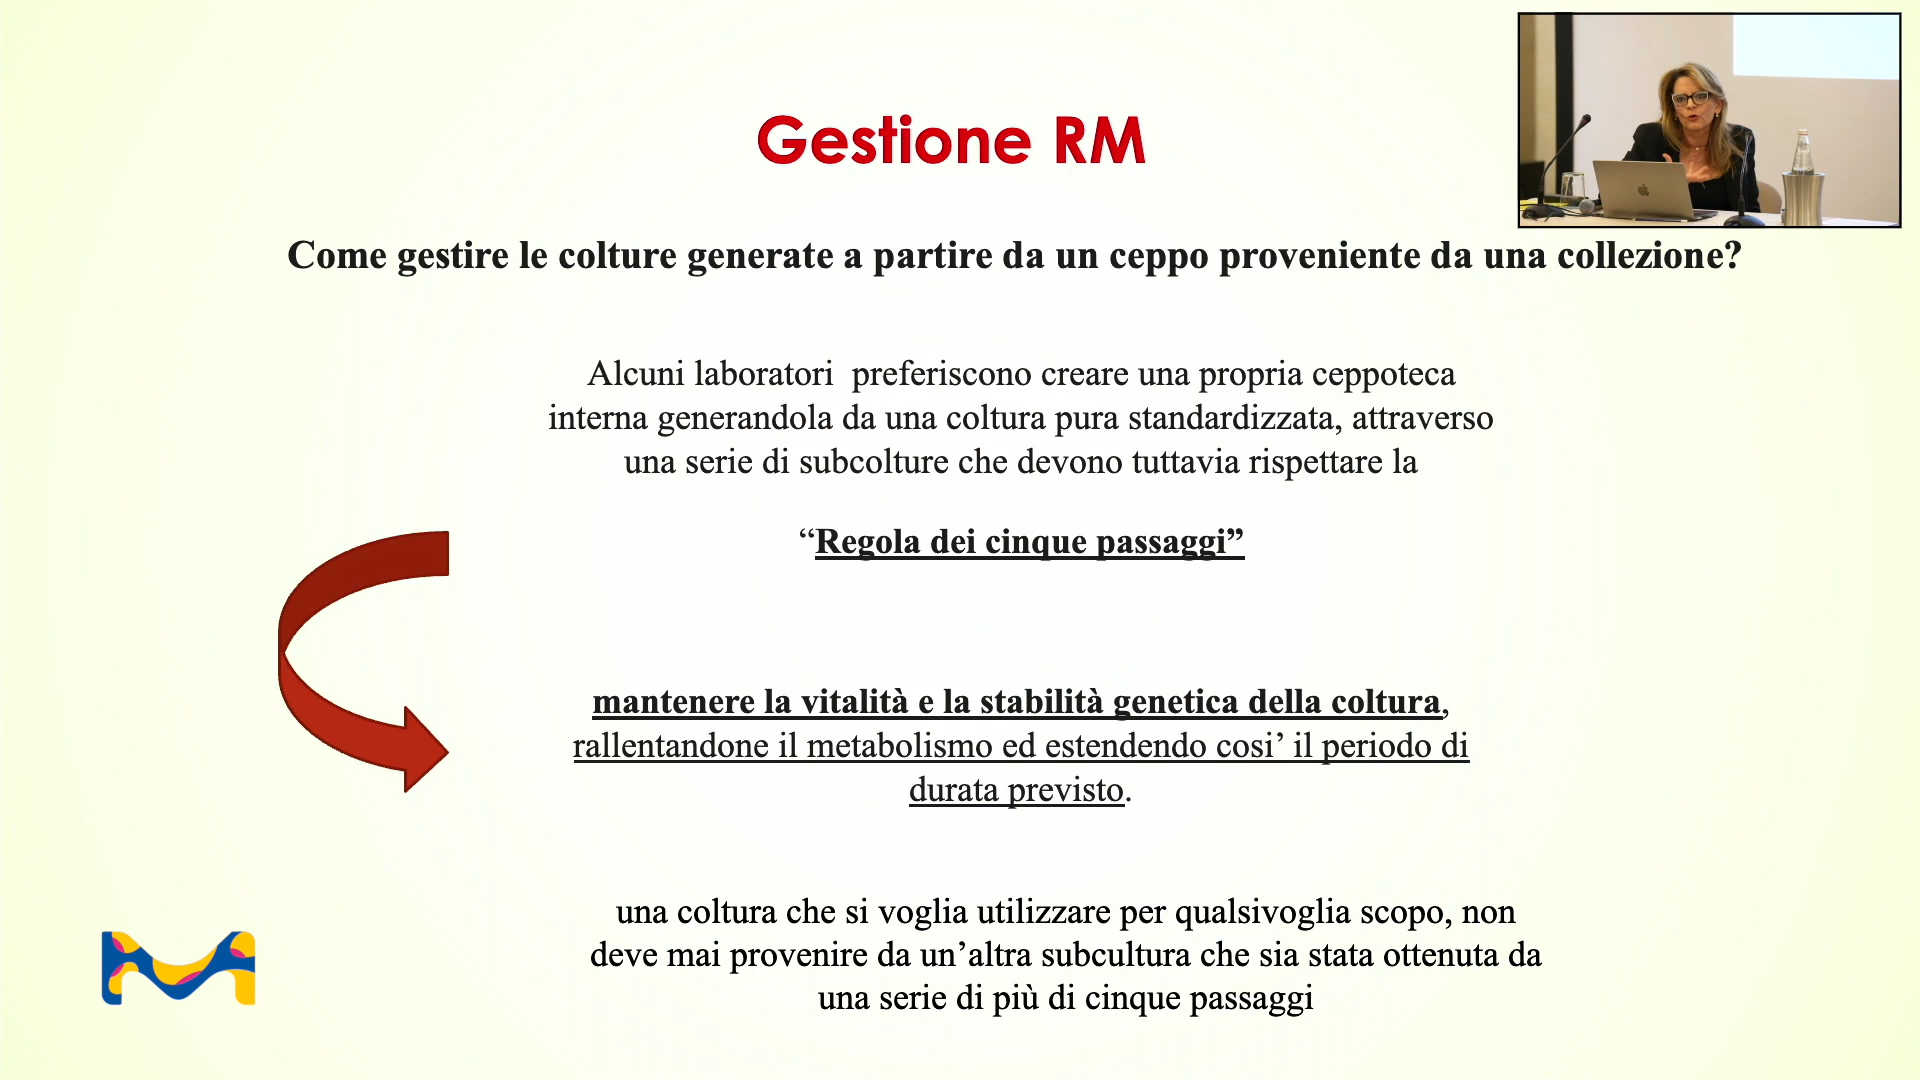 Gestione RM
Come gestire le colture generate a partire da un ceppo proveniente da una collezione?
Alcuni laboratori  preferiscono creare una propria ceppoteca
interna generandola da una coltura pura standardizzata, attraverso
una serie di subcolture che devono tuttavia rispettare la
“Regola dei cinque passaggi”
mantenere la vitalità e la stabilità genetica della coltura,
rallentandone il metabolismo ed estendendo cosi’ il periodo di
durata previsto.
una coltura che si voglia utilizzare per qualsivoglia scopo, non
deve mai provenire da un’altra subcultura che sia stata ottenuta da
una serie di più di cinque passaggi